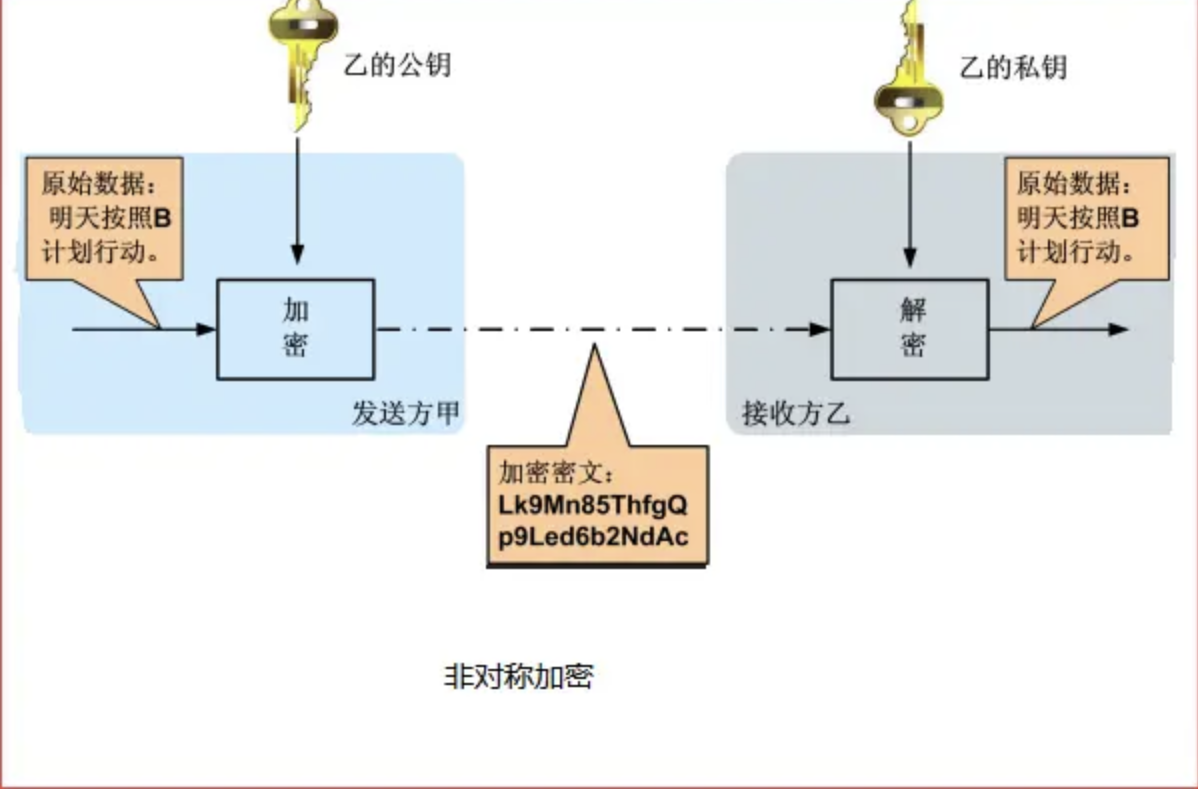 乙的公钥
乙的私钥
原始数据：
明天按照B
计划行动。
原始数据：
明天按照B
计划行动。
加
密
解
密
发送方甲
接收方乙
加密密文：
Lk9Mn85ThfgQ
p9Led6b2NdAc
非对称加密